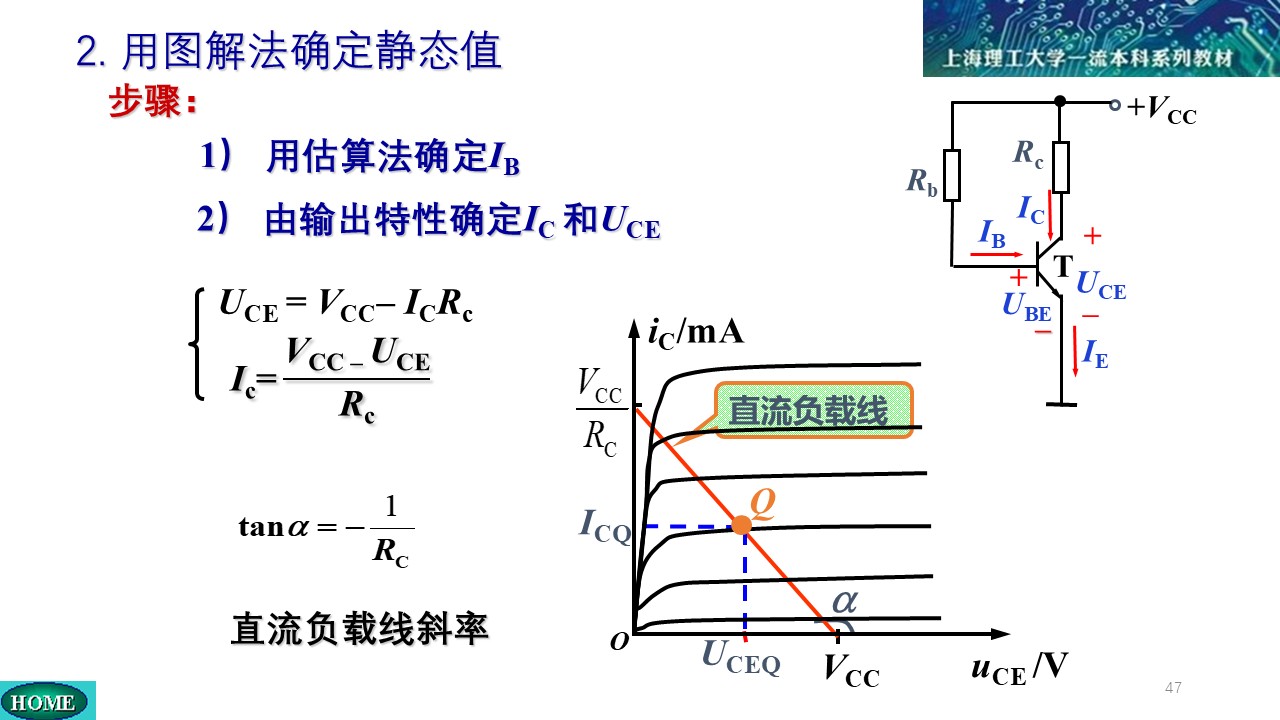 2. 用图解法确定静态值
上海理工大学一流本科系列教材
步骤：
1） 用估算法确定IB
2） 由输出特性确定IC 和UCE
UCE = VCC– ICRc
Ic= VCC – UCE / Rc
tanα = − 1 / RC
直流负载线斜率
+VCC
Rc
Rb
IC
IB
+
T
+
UCE
UBE
–
–
IE
iC/mA
VCC / RC
直流负载线
Q
ICQ
α
O
UCEQ
VCC
uCE /V
HOME
47